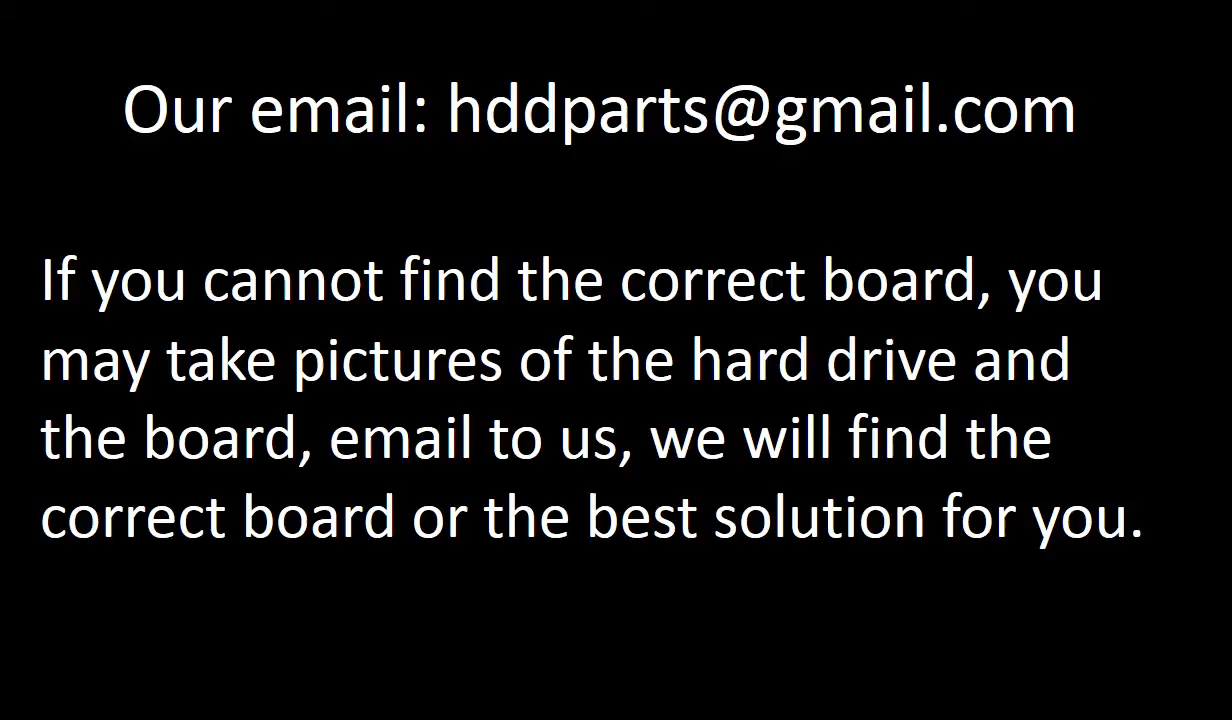 Our email: hddparts@gmail.com
If you cannot find the correct board, you
may take pictures of the hard drive and
the board, email to us, we will find the
correct board or the best solution for you.